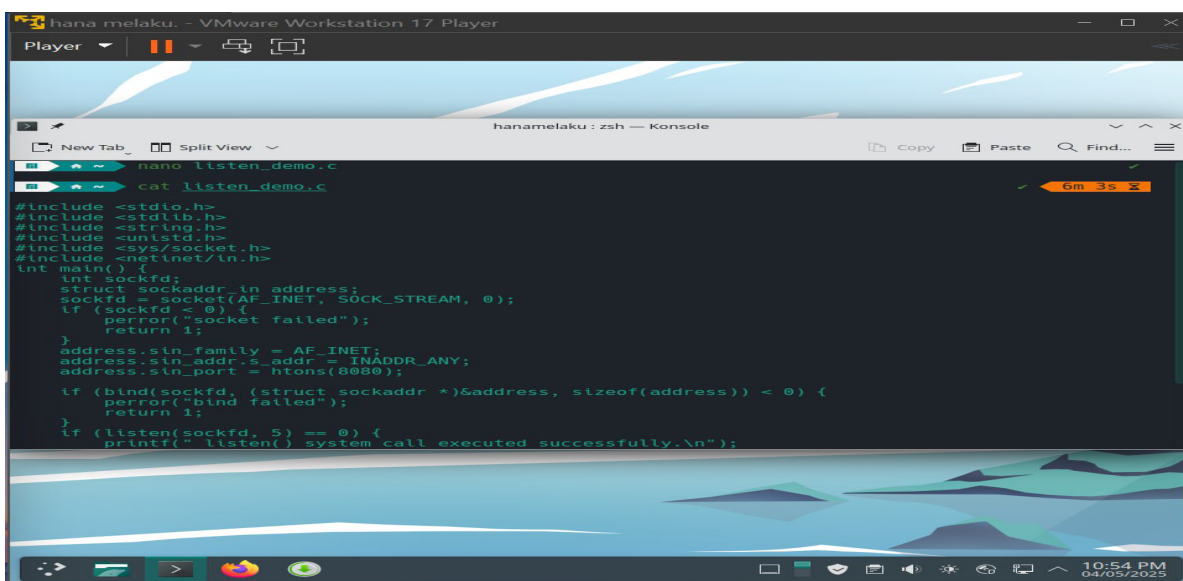 hana melaku. - VMware Workstation 17 Player
Player
hanamelaku : zsh — Konsole
New Tab Split View Copy Paste Find...
~ nano listen_demo.c
~ cat listen_demo.c 6m 3s
#include <stdio.h>
#include <stdlib.h>
#include <string.h>
#include <unistd.h>
#include <sys/socket.h>
#include <netinet/in.h>
int main() {
    int sockfd;
    struct sockaddr_in address;
    sockfd = socket(AF_INET, SOCK_STREAM, 0);
    if (sockfd < 0) {
        perror("socket failed");
        return 1;
    }
    address.sin_family = AF_INET;
    address.sin_addr.s_addr = INADDR_ANY;
    address.sin_port = htons(8080);
    if (bind(sockfd, (struct sockaddr *)&address, sizeof(address)) < 0) {
        perror("bind failed");
        return 1;
    }
    if (listen(sockfd, 5) == 0) {
        printf(" listen() system call executed successfully.\n");
10:54 PM
04/05/2025